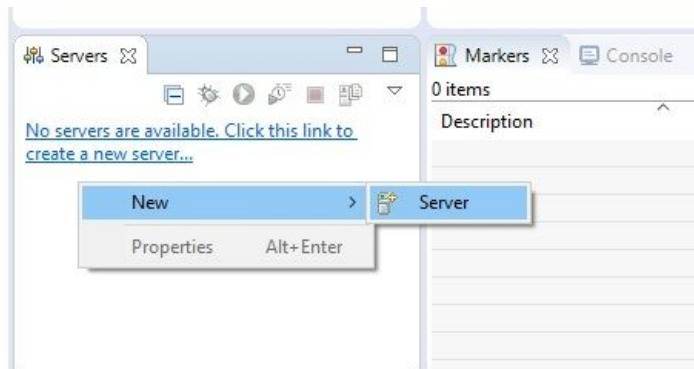 Servers
Markers
Console
0 items
Description
No servers are available. Click this link to
create a new server...
New
Server
Properties Alt+Enter